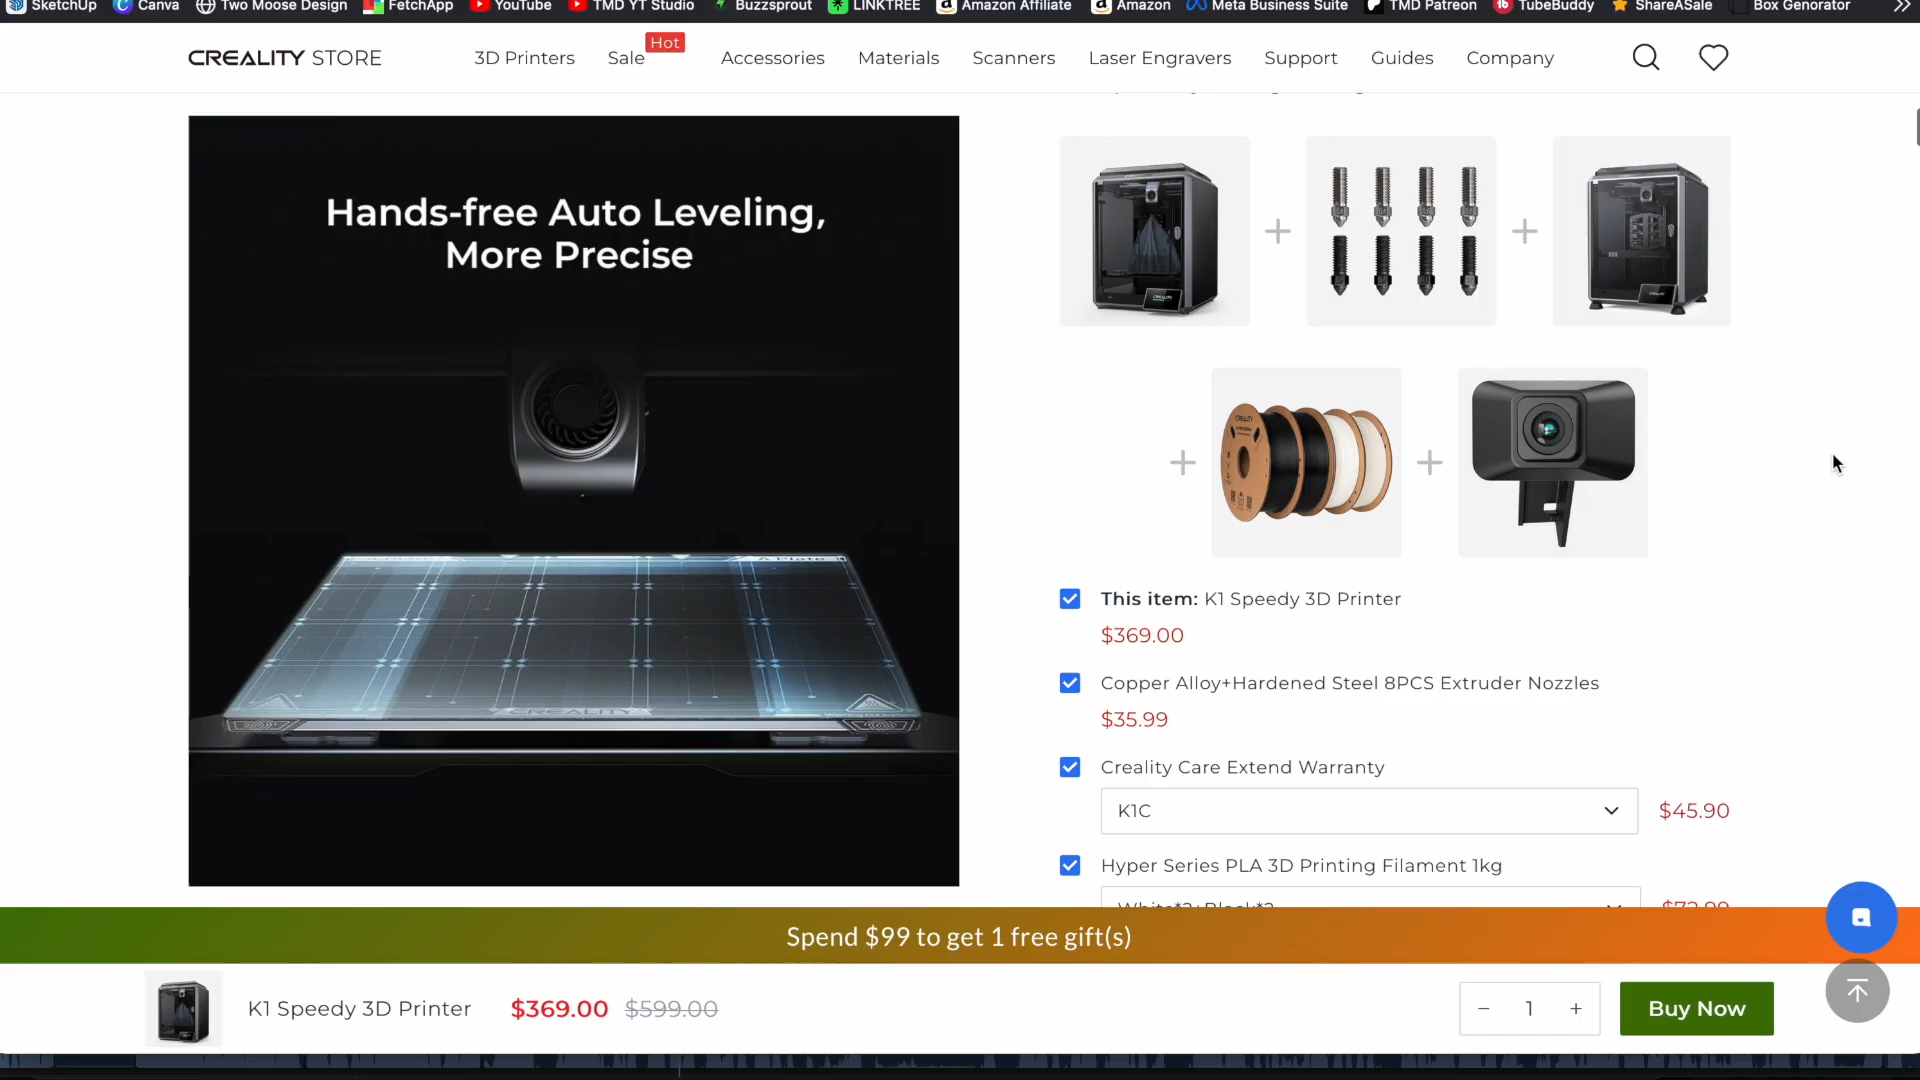 SketchUp Canva Two Moose Design FetchApp YouTube TMD YT Studio Buzzsprout LINKTREE Amazon Affiliate Amazon Meta Business Suite TMD Patreon TubeBuddy ShareASale Box Genorator
CREALITY STORE
3D Printers Sale Hot Accessories Materials Scanners Laser Engravers Support Guides Company
Hands-free Auto Leveling,
More Precise
CREALITY
This item: K1 Speedy 3D Printer
$369.00
Copper Alloy+Hardened Steel 8PCS Extruder Nozzles
$35.99
Creality Care Extend Warranty
K1C $45.90
Hyper Series PLA 3D Printing Filament 1kg
Spend $99 to get 1 free gift(s)
K1 Speedy 3D Printer $369.00 $599.00 − 1 + Buy Now